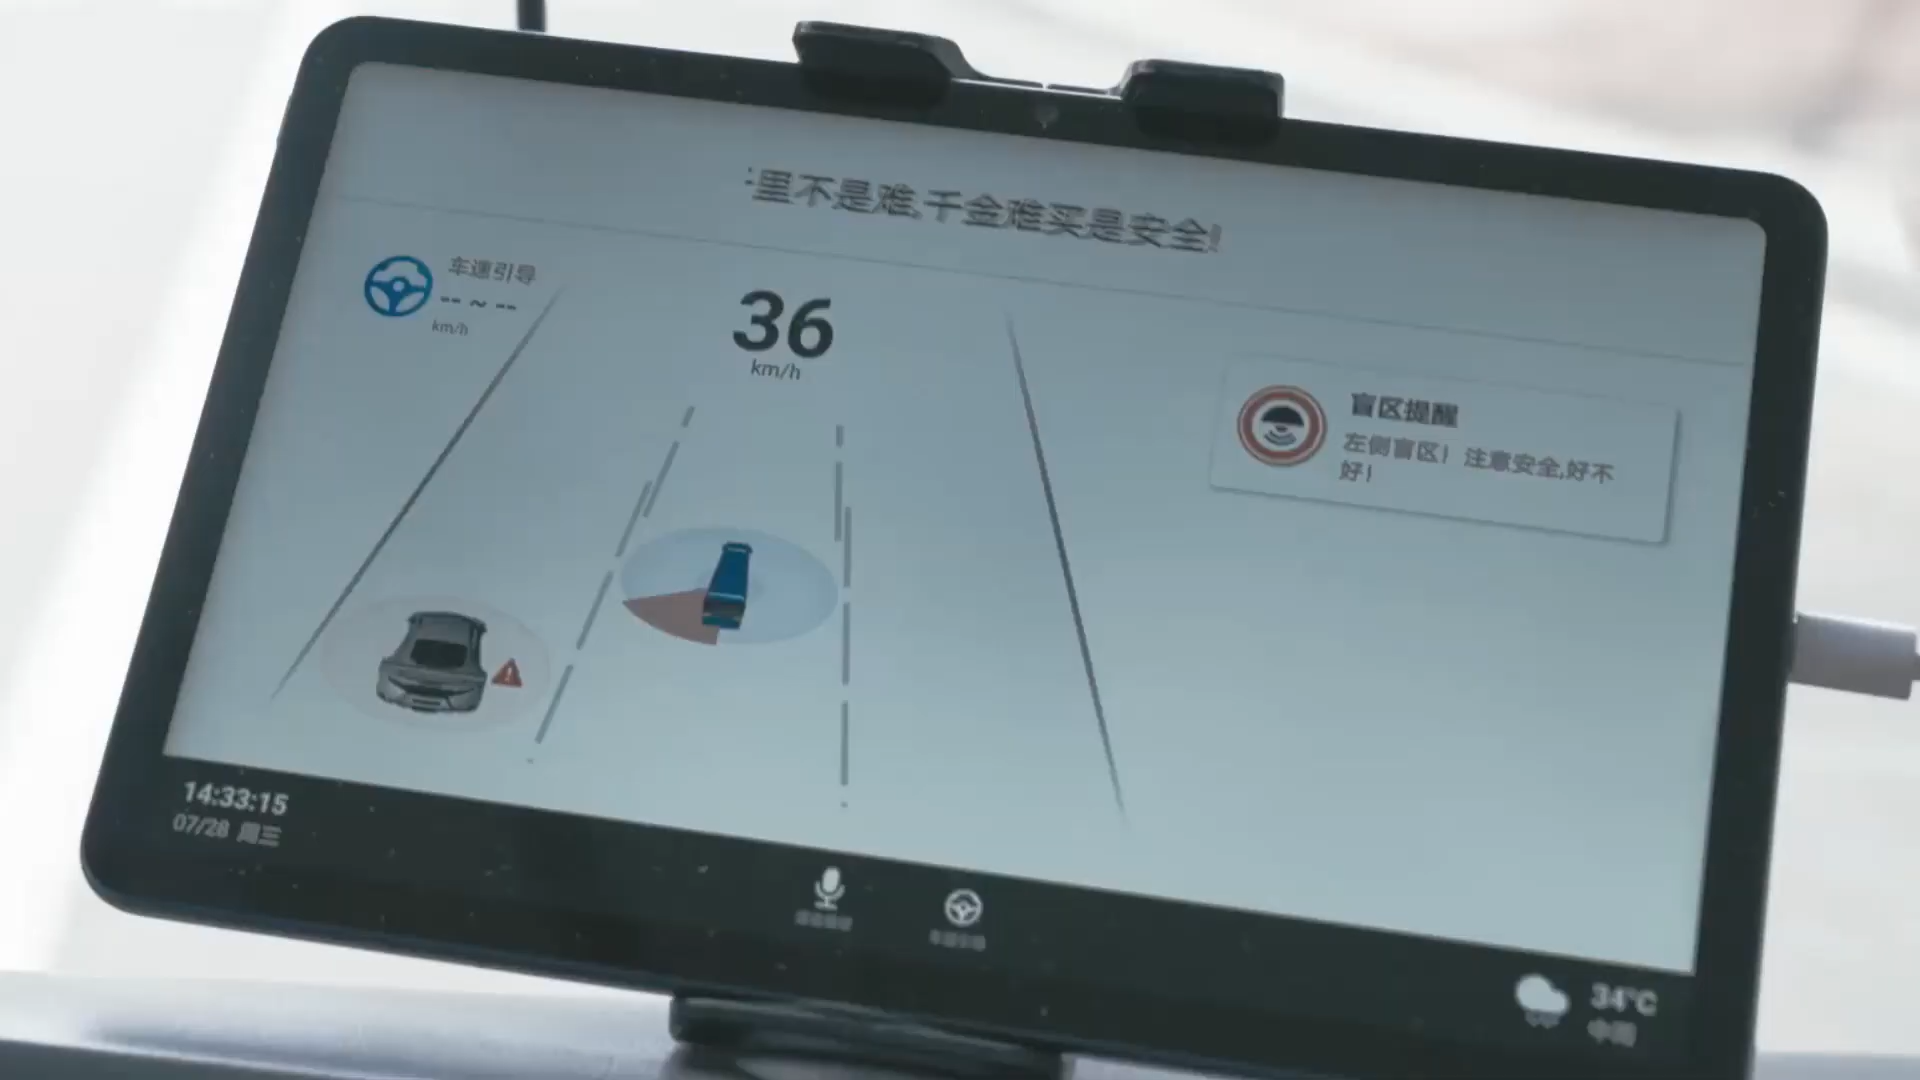 里不是难,千金难买是安全!
车速引导
-- ~ --
km/h
36
km/h
盲区提醒
左侧盲区！注意安全,好不
好！
14:33:15
07/28 周三
34°C
中雨